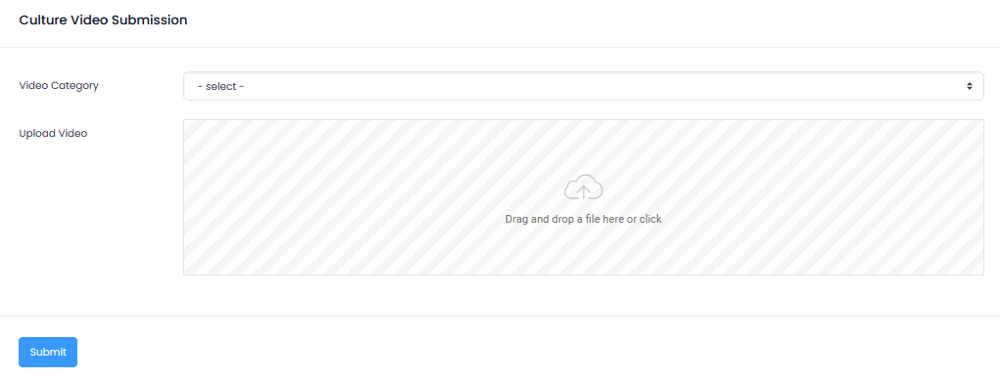 Culture Video Submission
Video Category
- select -
Upload Video
Drag and drop a file here or click
Submit